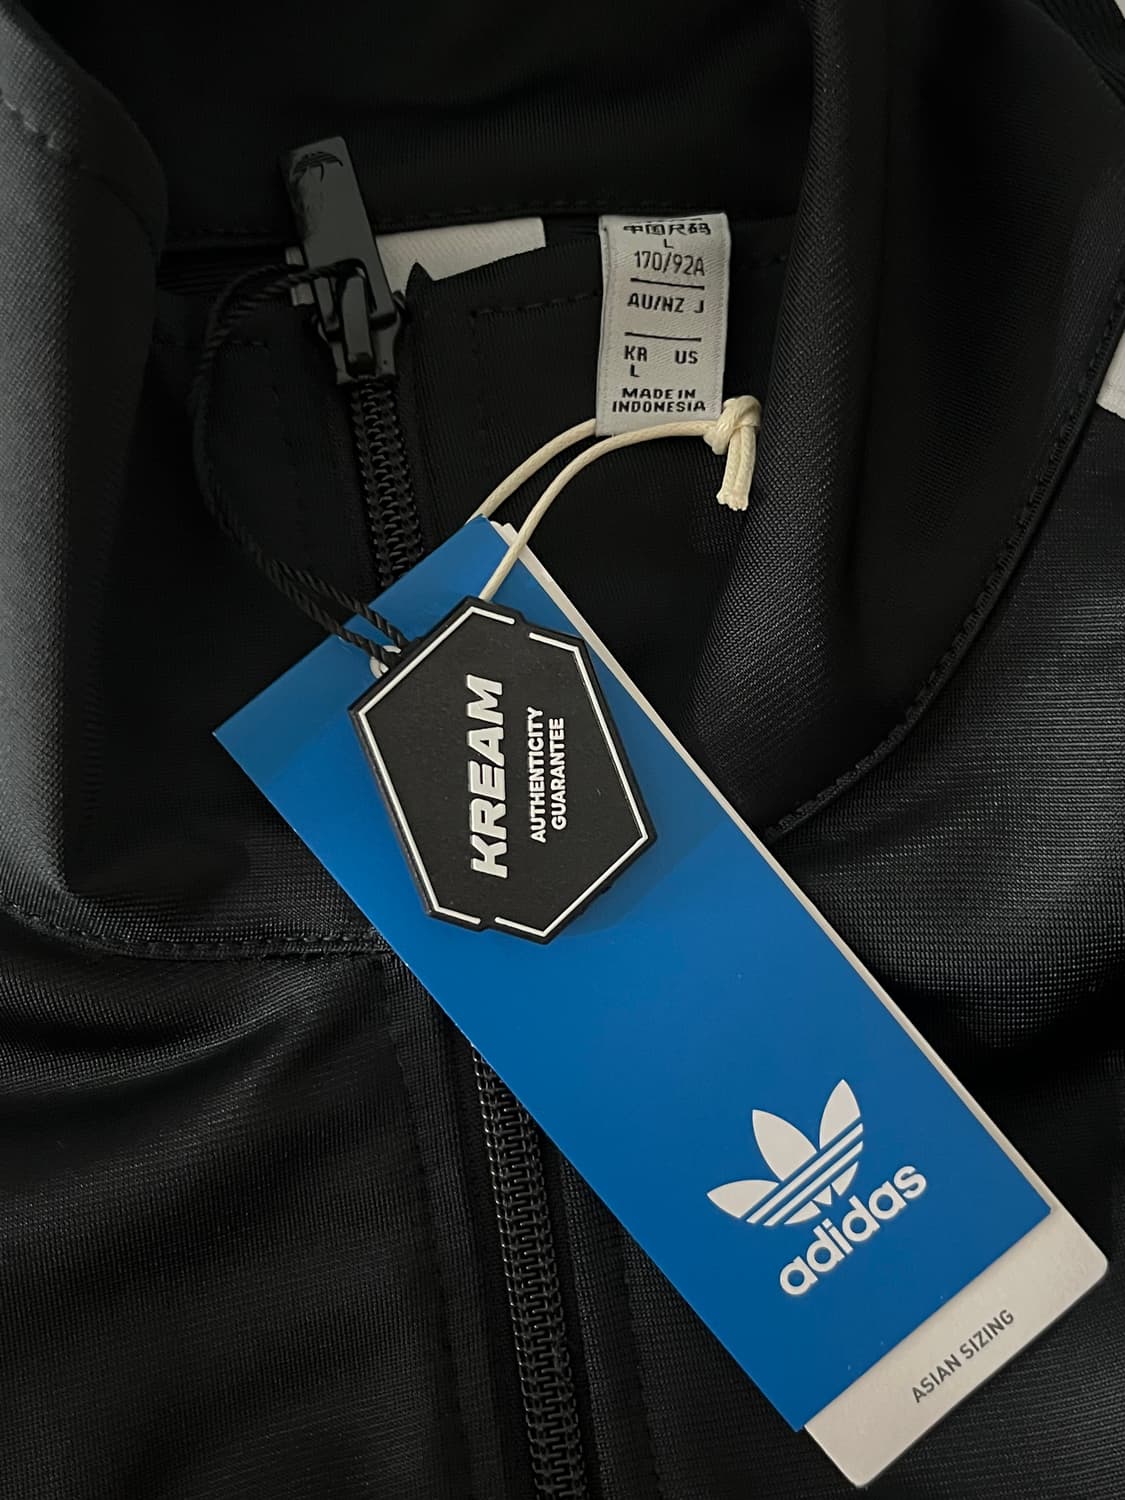 中国尺码
L
170/92A
AU/NZ J
KR US
L
MADE IN
INDONESIA
KREAM
AUTHENTICITY
GUARANTEE
adidas
ASIAN SIZING